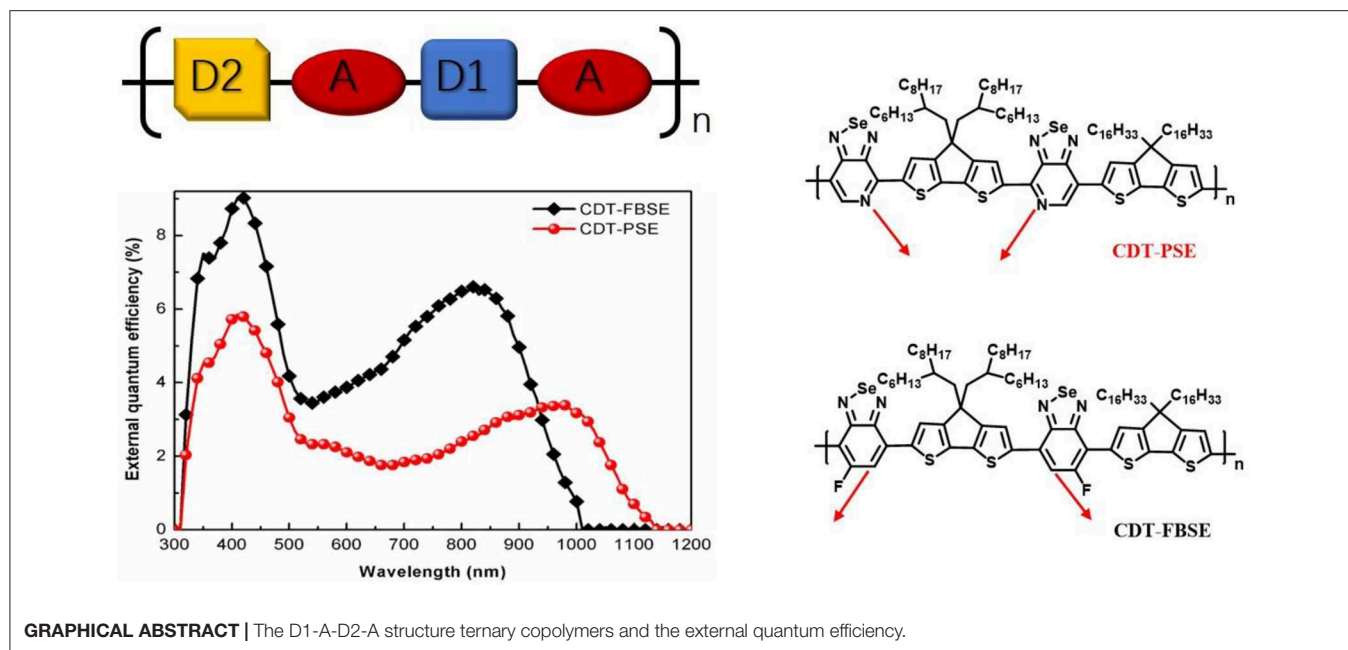 D2 A D1 A n
External quantum efficiency (%)
8
6
4
2
0
CDT-FBSE
CDT-PSE
300 400 500 600 700 800 900 1000 1100 1200
Wavelength (nm)
C₈H₁₇ C₈H₁₇
Se C₆H₁₃ C₆H₁₃ Se C₁₆H₃₃ C₁₆H₃₃
N N N N
N S S N S S n
CDT-PSE
C₈H₁₇ C₈H₁₇
Se C₆H₁₃ C₆H₁₃ Se C₁₆H₃₃ C₁₆H₃₃
N N N N
S S S S n
F F
CDT-FBSE
GRAPHICAL ABSTRACT | The D1-A-D2-A structure ternary copolymers and the external quantum efficiency.